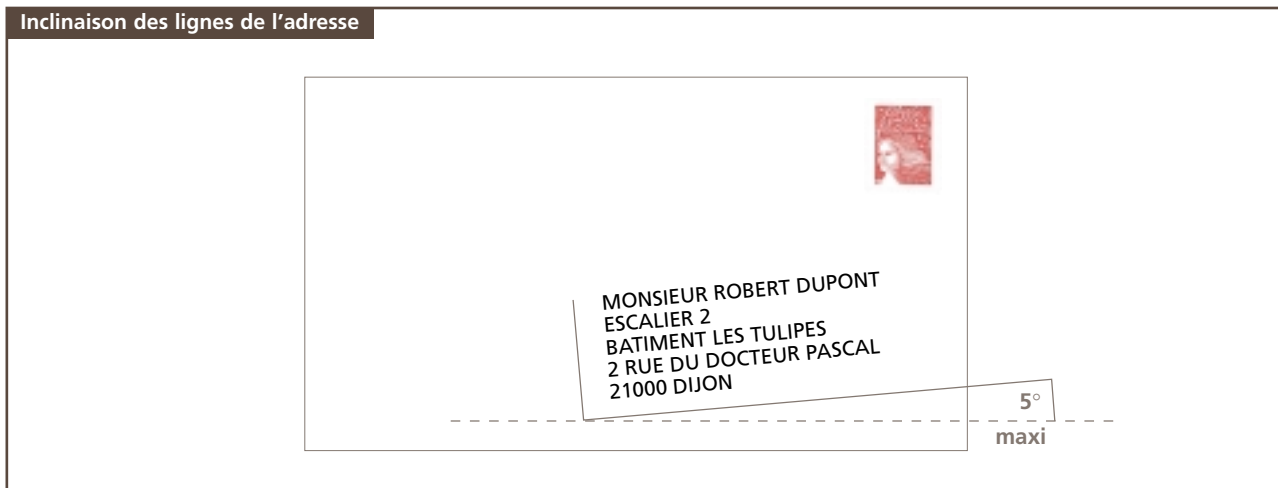 Inclinaison des lignes de l'adresse
MONSIEUR ROBERT DUPONT
ESCALIER 2
BATIMENT LES TULIPES
2 RUE DU DOCTEUR PASCAL
21000 DIJON
5°
maxi